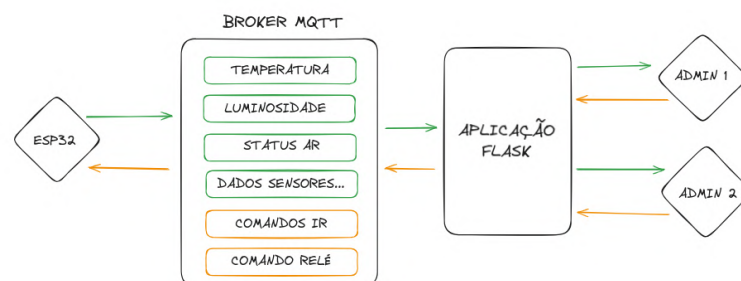 BROKER MQTT
TEMPERATURA
LUMINOSIDADE
STATUS AR
DADOS SENSORES...
COMANDOS IR
COMANDO RELÉ
ESP32
APLICAÇÃO
FLASK
ADMIN 1
ADMIN 2